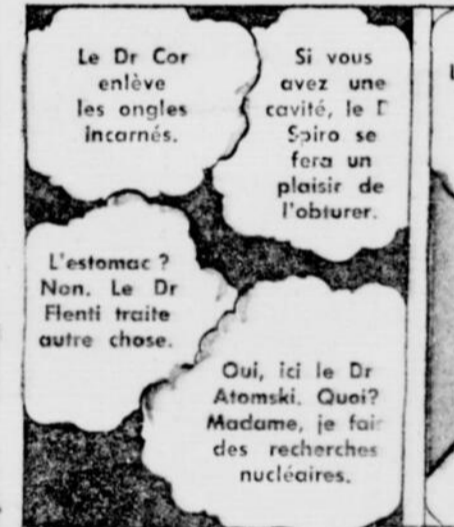 Le Dr Cor
enlève
les ongles
incarnés.
Si vous
avez une
cavité, le D
Spiro se
fera un
plaisir de
l'obturer.
L'estomac ?
Non. Le Dr
Flenti traite
autre chose.
Oui, ici le Dr
Atomski. Quoi?
Madame, je fai
des recherches
nucléaires.
L